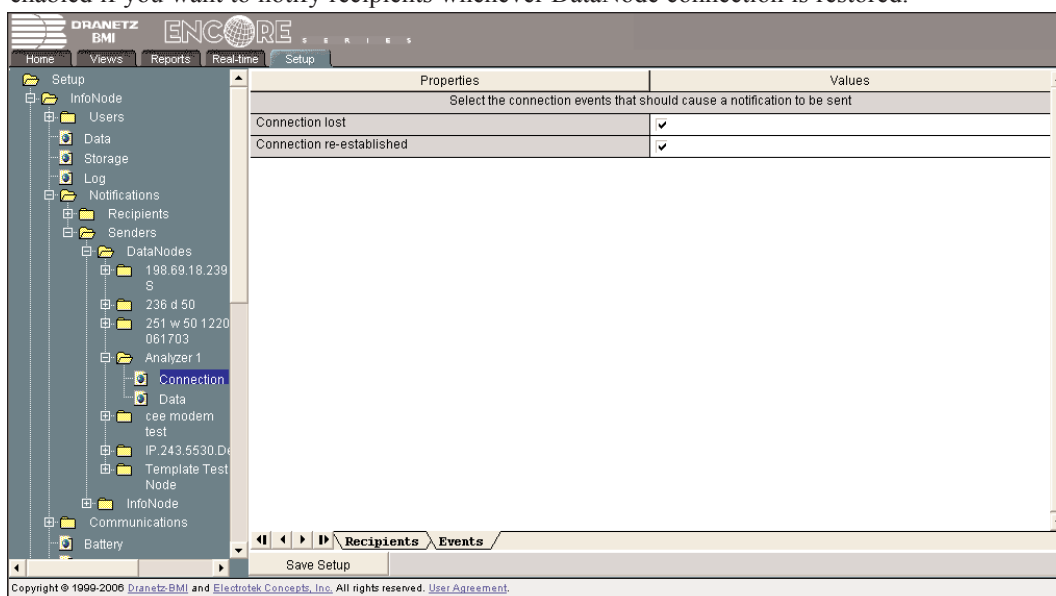 enabled if you want to notify recipients whenever DataNode connection is restored.
DRANETZ
BMI
ENCORE
SERIES
Home
Views
Reports
Real-time
Setup
Setup
InfoNode
Users
Data
Storage
Log
Notifications
Recipients
Senders
DataNodes
198.69.18.239
S
236 d 50
251 w 50 1220
061703
Analyzer 1
Connection
Data
cee modem
test
IP.243.5530.De
Template Test
Node
InfoNode
Communications
Battery
Properties
Values
Select the connection events that should cause a notification to be sent
Connection lost
Connection re-established
Recipients
Events
Save Setup
Copyright © 1999-2006 Dranetz-BMI and Electrotek Concepts, Inc. All rights reserved. User Agreement.